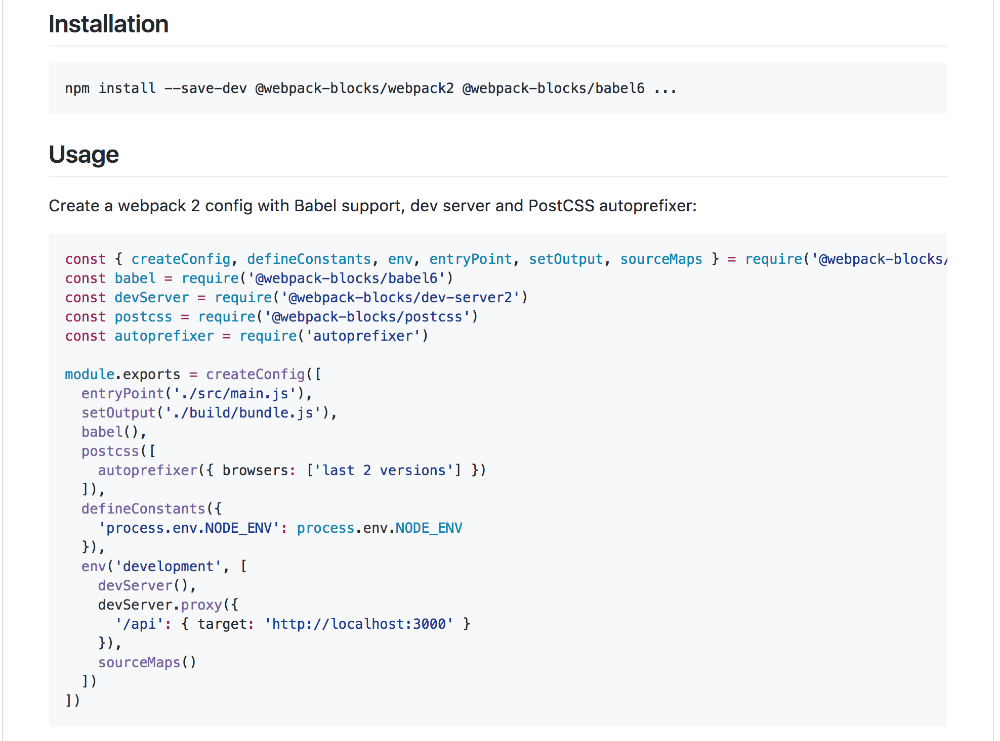 Installation
npm install --save-dev @webpack-blocks/webpack2 @webpack-blocks/babel6 ...
Usage
Create a webpack 2 config with Babel support, dev server and PostCSS autoprefixer:
const { createConfig, defineConstants, env, entryPoint, setOutput, sourceMaps } = require('@webpack-blocks/
const babel = require('@webpack-blocks/babel6')
const devServer = require('@webpack-blocks/dev-server2')
const postcss = require('@webpack-blocks/postcss')
const autoprefixer = require('autoprefixer')

module.exports = createConfig([
  entryPoint('./src/main.js'),
  setOutput('./build/bundle.js'),
  babel(),
  postcss([
    autoprefixer({ browsers: ['last 2 versions'] })
  ]),
  defineConstants({
    'process.env.NODE_ENV': process.env.NODE_ENV
  }),
  env('development', [
    devServer(),
    devServer.proxy({
      '/api': { target: 'http://localhost:3000' }
    }),
    sourceMaps()
  ])
])